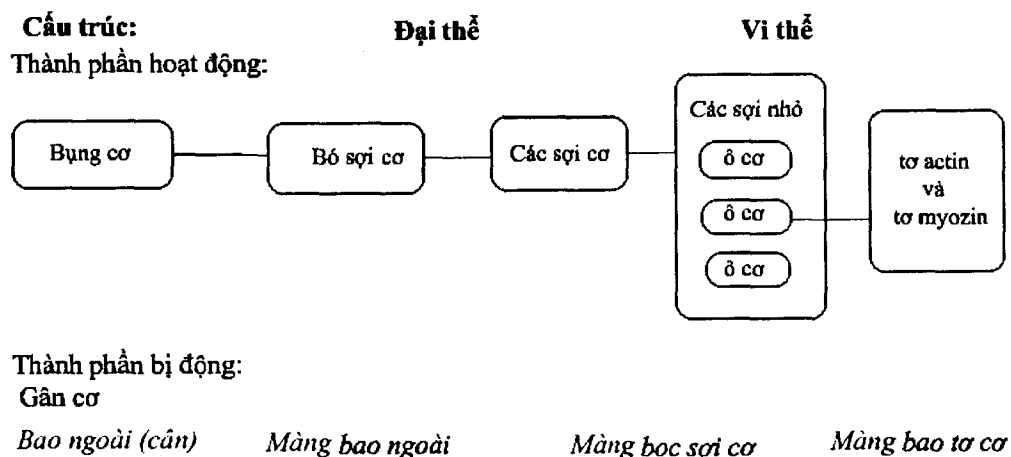 Cấu trúc: Đại thể Vi thể
Thành phần hoạt động:
Các sợi nhỏ
Bụng cơ Bó sợi cơ Các sợi cơ ô cơ tơ actin
và
ô cơ tơ myozin
ô cơ
Thành phần bị động:
Gân cơ
Bao ngoài (cân) Màng bao ngoài Màng bọc sợi cơ Màng bao tơ cơ